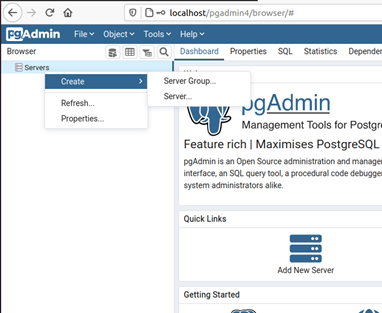 localhost/pgadmin4/browser/#
pgAdmin File Object Tools Help
Browser
Dashboard Properties SQL Statistics Depender
Servers
Create
Server Group...
Server...
Refresh...
Properties...
pgAdmin
Management Tools for Postgre
Feature rich | Maximises PostgreSQL
pgAdmin is an Open Source administration and manage
interface, an SQL query tool, a procedural code debugger
system administrators alike.
Quick Links
Add New Server
Getting Started